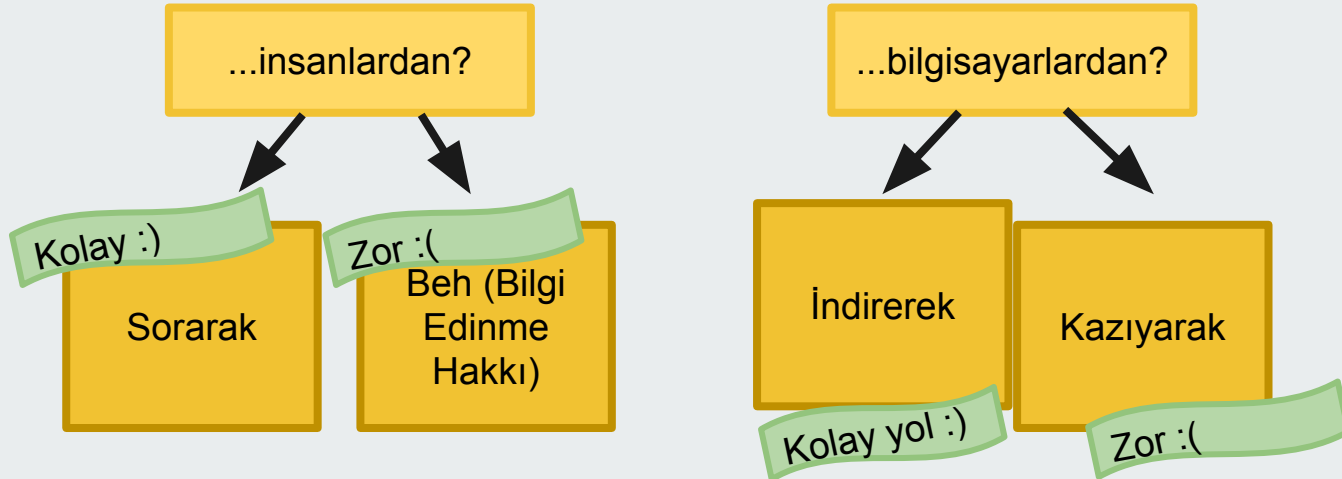 ...insanlardan?
...bilgisayarlardan?
Kolay :)
Sorarak
Zor :(
Beh (Bilgi
Edinme
Hakkı)
İndirerek
Kolay yol :)
Kazıyarak
Zor :(